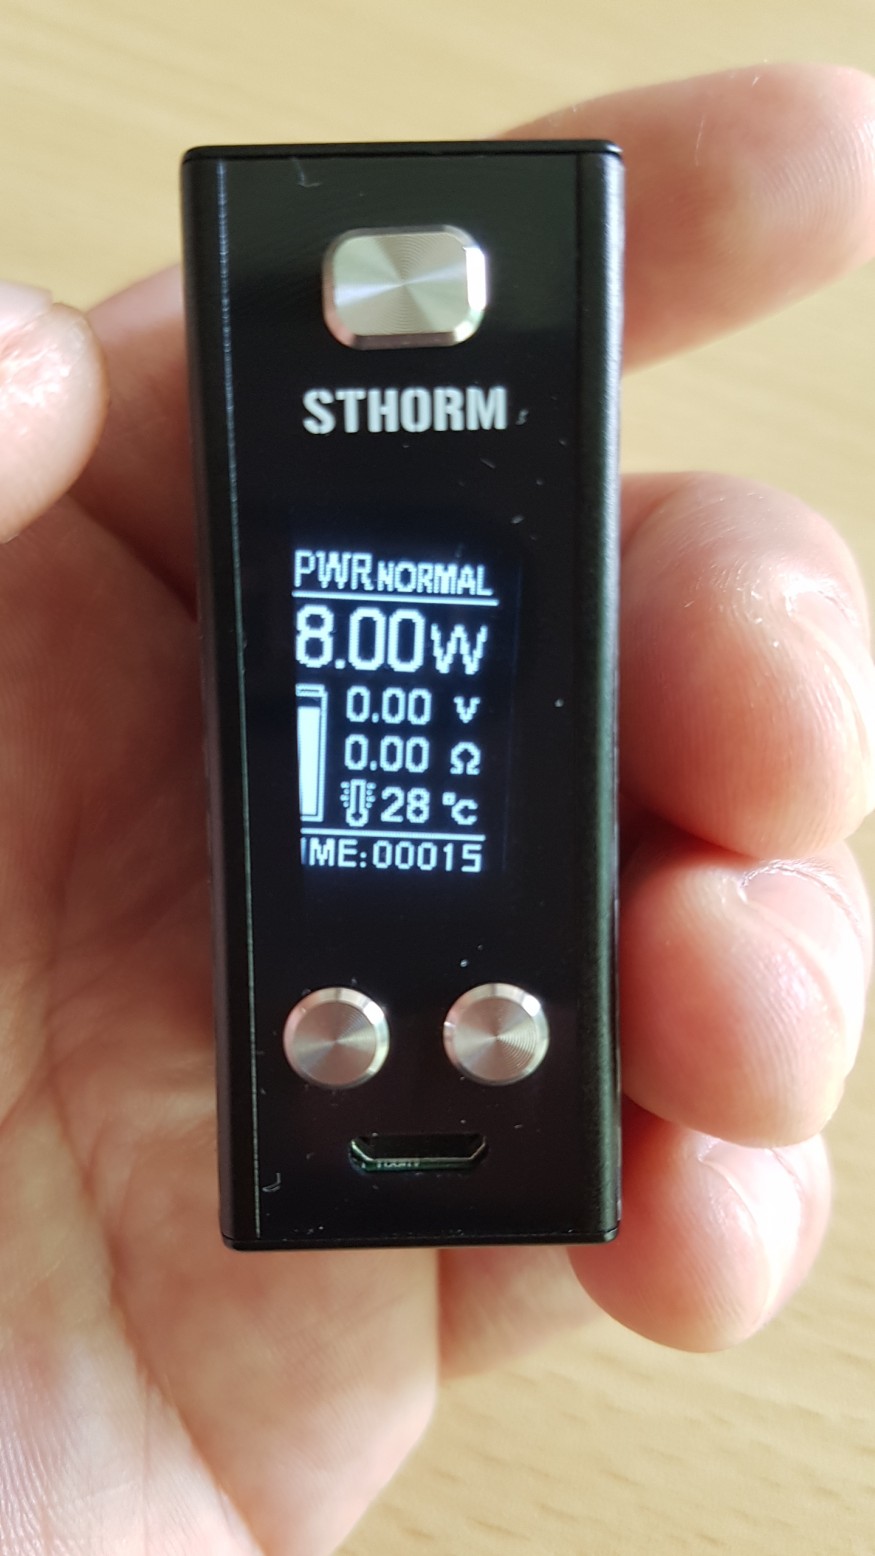 STHORM
PWR NORMAL
8.00W
0.00 V
0.00 Ω
28 °C
IME:00015